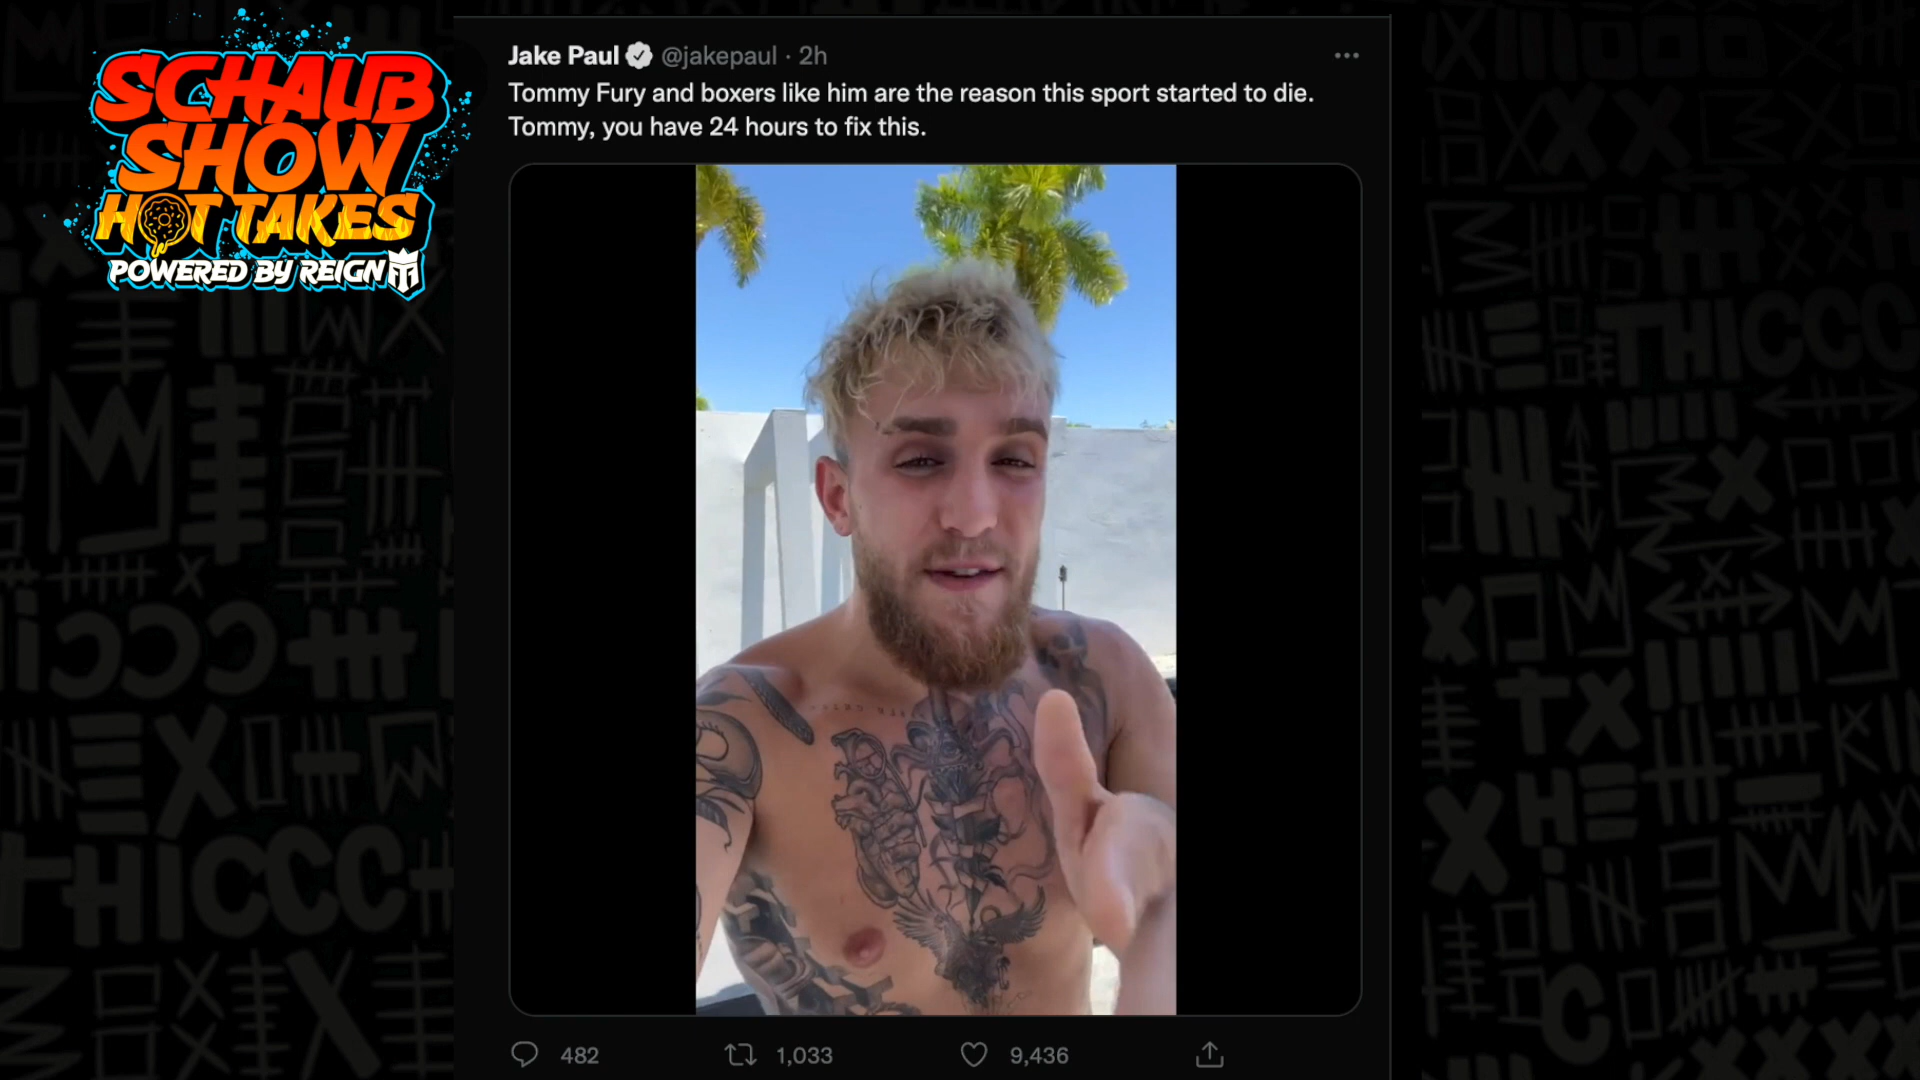 SCHAUB
SHOW
HOT TAKES
POWERED BY REIGN
Jake Paul @jakepaul · 2h
Tommy Fury and boxers like him are the reason this sport started to die.
Tommy, you have 24 hours to fix this.
482 1,033 9,436
THICCC
THICCC